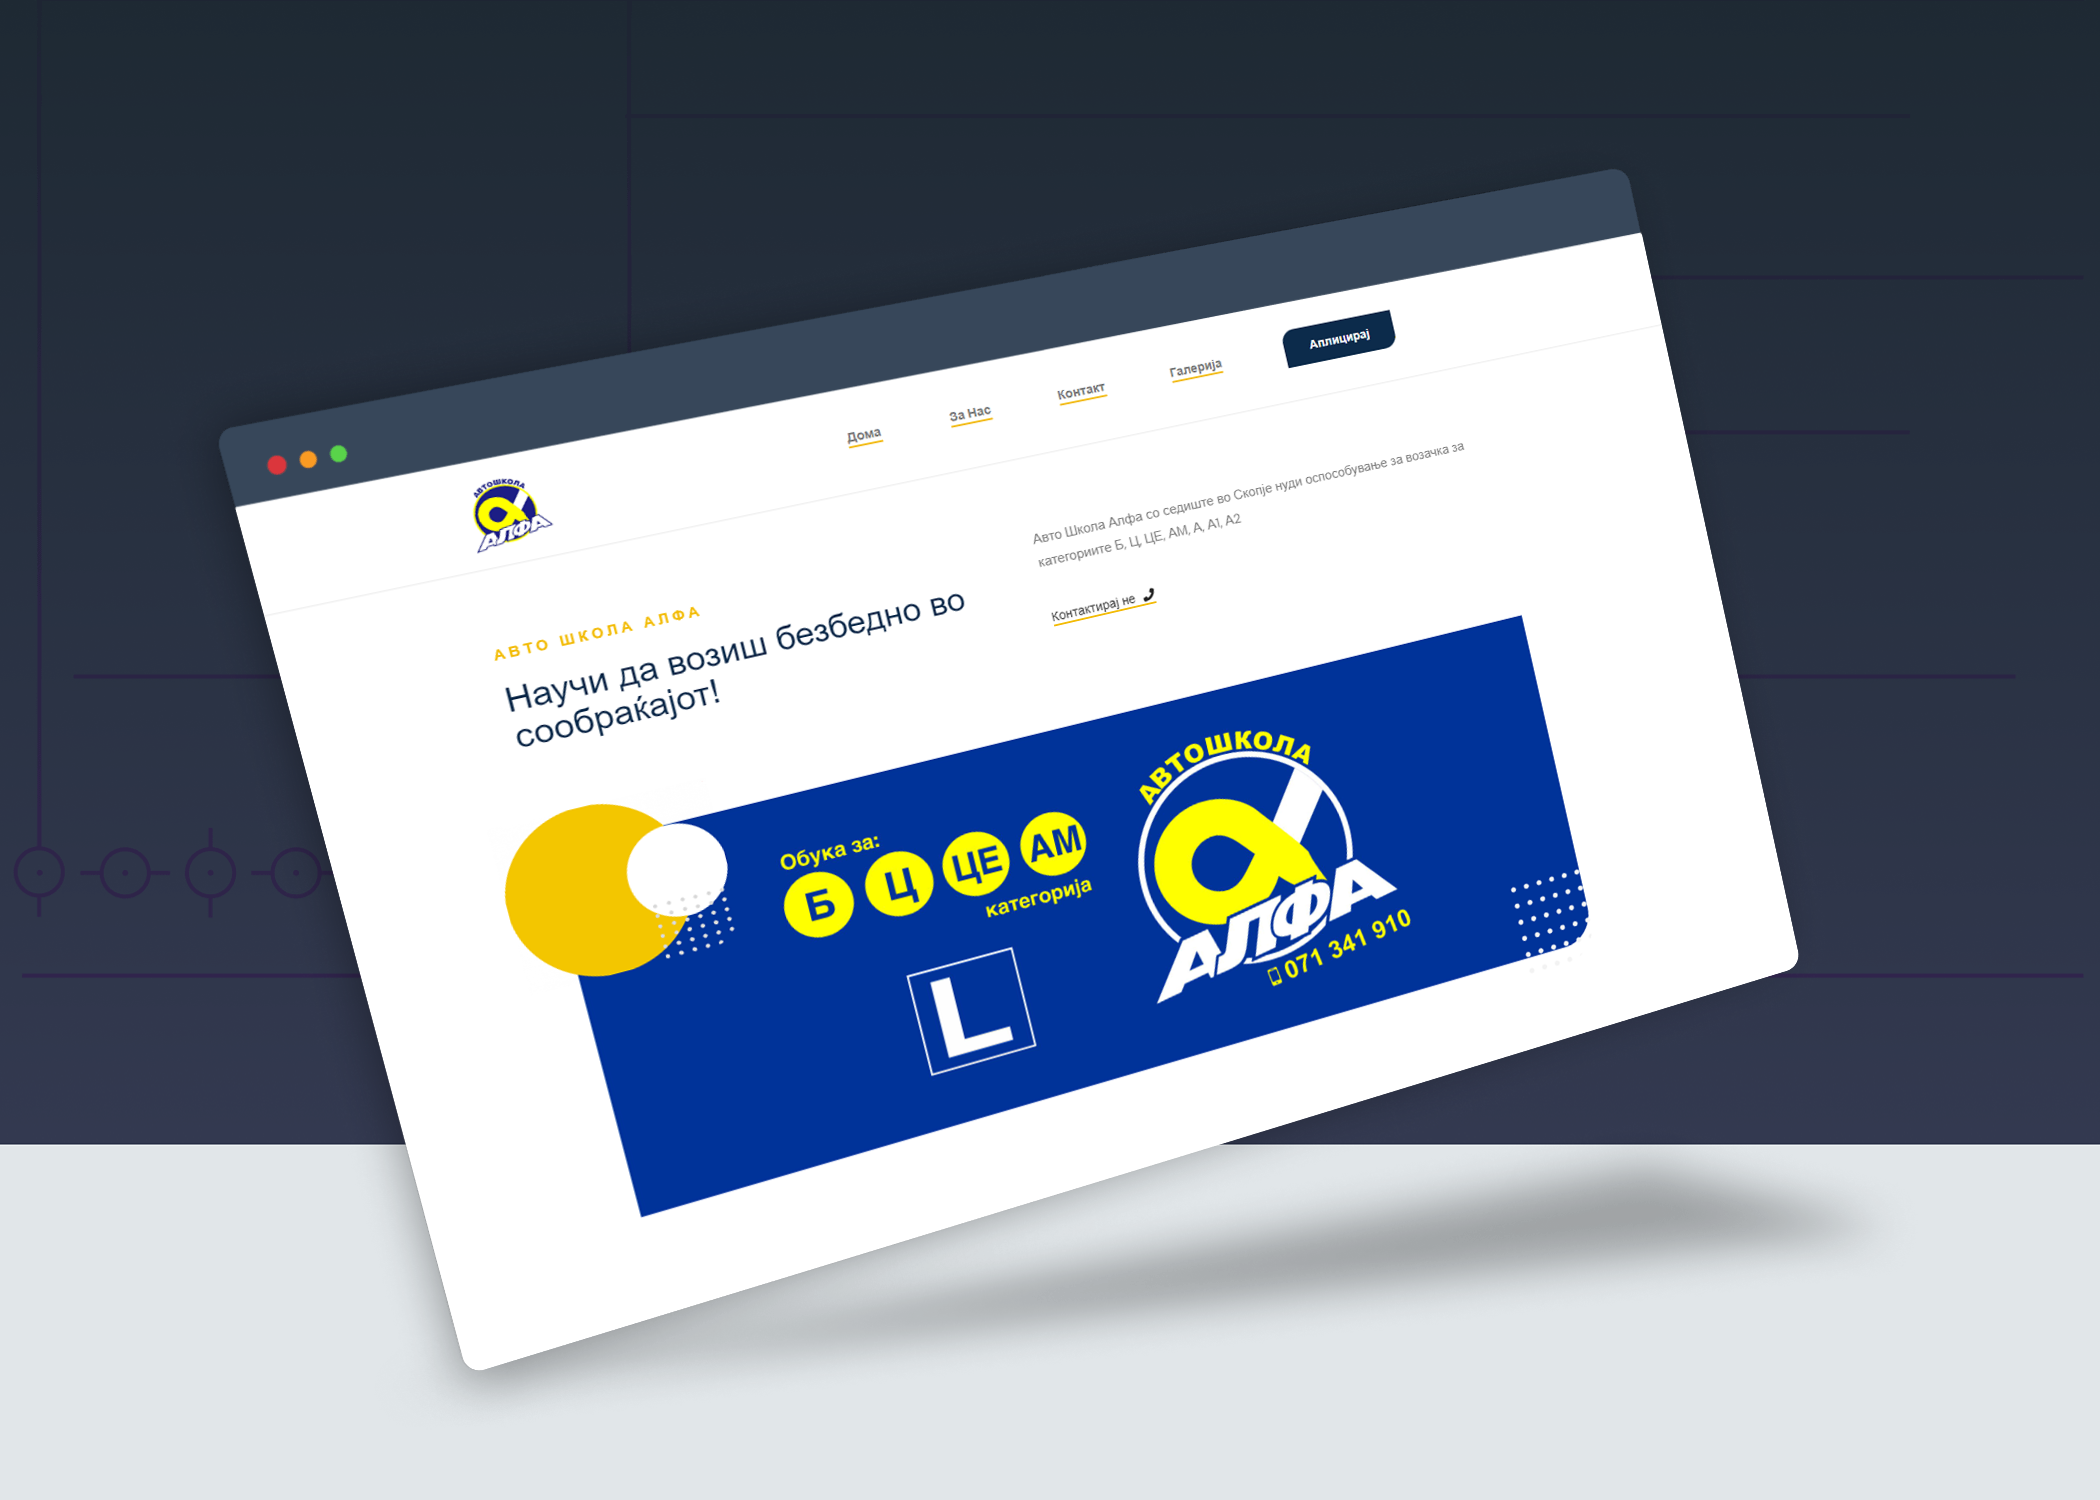 АВТОШКОЛА
АЛФА
Дома
За Нас
Контакт
Галерија
Аплицирај
АВТО ШКОЛА АЛФА
Научи да возиш безбедно во
сообраќајот!
Авто Школа Алфа со седиште во Скопје нуди оспособување за возачка за
категориите Б, Ц, ЦЕ, АМ, А, А1, А2
Контактирај не
Обука за:
Б Ц ЦЕ АМ
категорија
L
АВТОШКОЛА
АЛФА
071 341 910